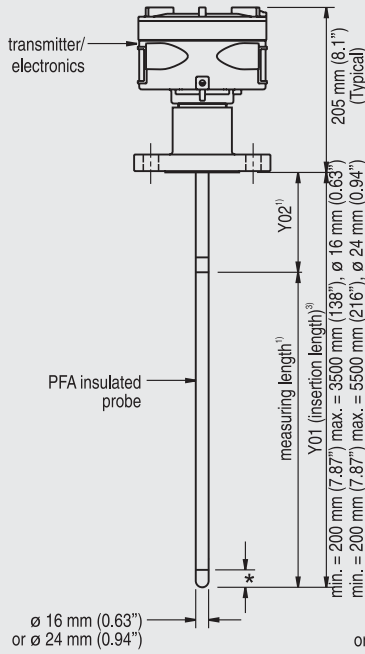 transmitter/
electronics
205 mm (8.1”)
(Typical)
Y02¹⁾
PFA insulated
probe
measuring length¹⁾
Y01 (insertion length)³⁾
min. = 200 mm (7.87”) max. = 3500 mm (138”), ø 16 mm (0.63”)
min. = 200 mm (7.87”) max. = 5500 mm (216”), ø 24 mm (0.94”)
*
ø 16 mm (0.63”)
or ø 24 mm (0.94”)
or